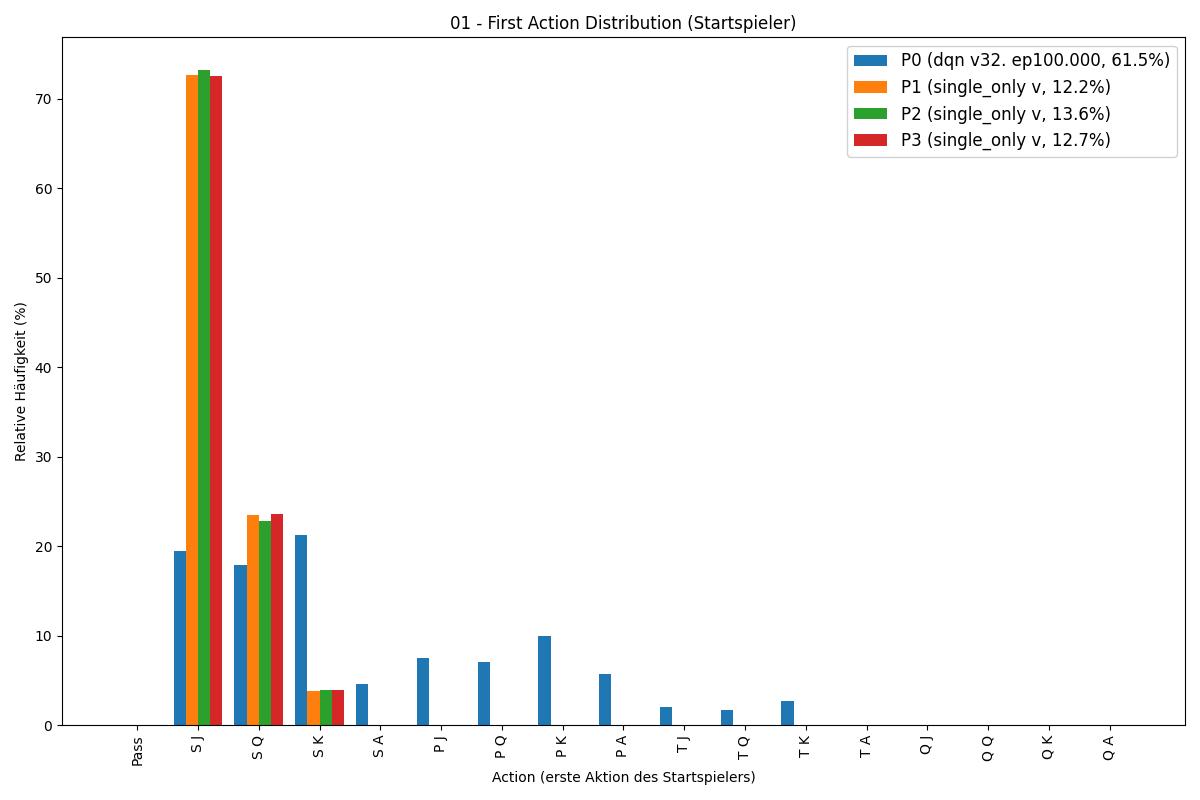 01 - First Action Distribution (Startspieler)
P0 (dqn v32. ep100.000, 61.5%)
P1 (single_only v, 12.2%)
P2 (single_only v, 13.6%)
P3 (single_only v, 12.7%)
Relative Häufigkeit (%)
70
60
50
40
30
20
10
0
Pass
S J
S Q
S K
S A
P J
P Q
P K
P A
T J
T Q
T K
T A
Q J
Q Q
Q K
Q A
Action (erste Aktion des Startspielers)